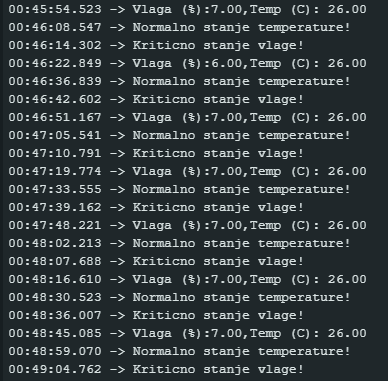 00:45:54.523 -> Vlaga (%):7.00,Temp (C): 26.00
00:46:08.547 -> Normalno stanje temperature!
00:46:14.302 -> Kriticno stanje vlage!
00:46:22.849 -> Vlaga (%):6.00,Temp (C): 26.00
00:46:36.839 -> Normalno stanje temperature!
00:46:42.602 -> Kriticno stanje vlage!
00:46:51.167 -> Vlaga (%):7.00,Temp (C): 26.00
00:47:05.541 -> Normalno stanje temperature!
00:47:10.791 -> Kriticno stanje vlage!
00:47:19.774 -> Vlaga (%):7.00,Temp (C): 26.00
00:47:33.555 -> Normalno stanje temperature!
00:47:39.162 -> Kriticno stanje vlage!
00:47:48.221 -> Vlaga (%):7.00,Temp (C): 26.00
00:48:02.213 -> Normalno stanje temperature!
00:48:07.688 -> Kriticno stanje vlage!
00:48:16.610 -> Vlaga (%):7.00,Temp (C): 26.00
00:48:30.523 -> Normalno stanje temperature!
00:48:36.007 -> Kriticno stanje vlage!
00:48:45.085 -> Vlaga (%):7.00,Temp (C): 26.00
00:48:59.070 -> Normalno stanje temperature!
00:49:04.762 -> Kriticno stanje vlage!